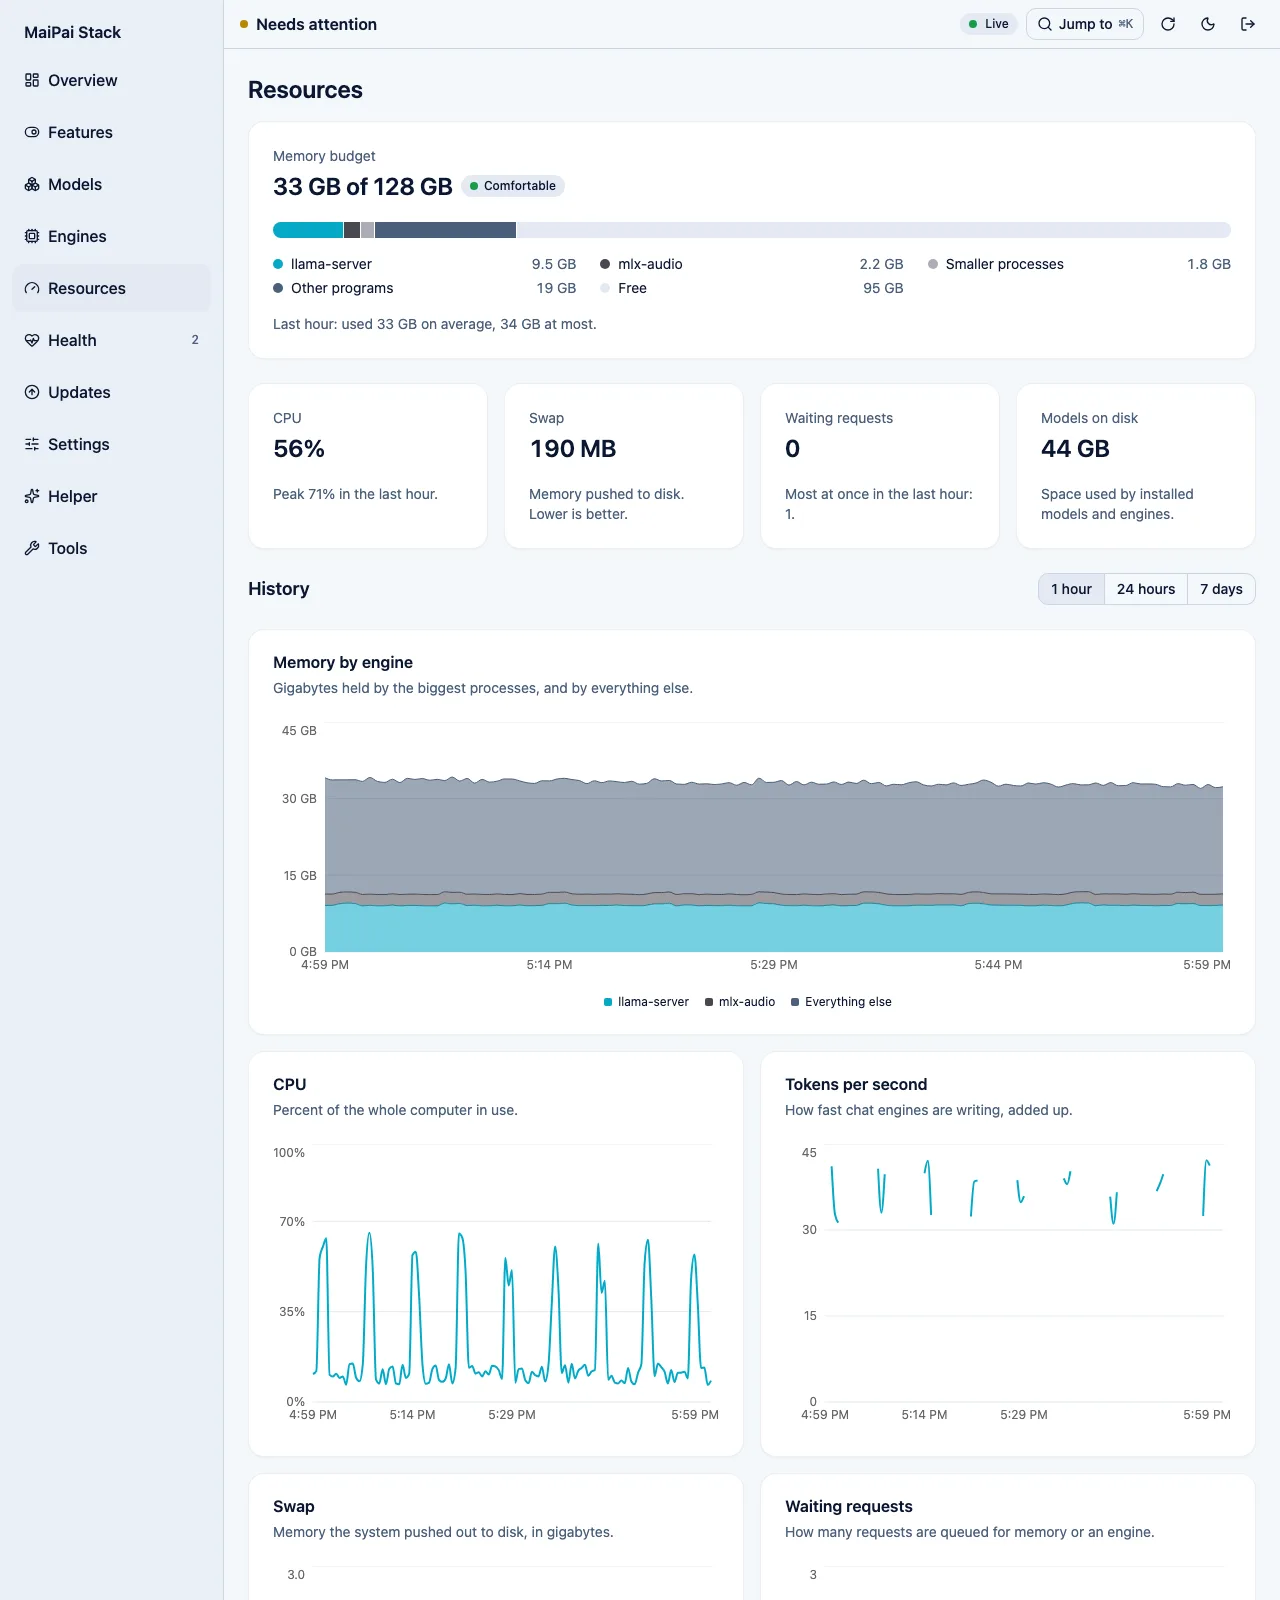 MaiPai Stack
Overview
Features
Models
Engines
Resources
Health 2
Updates
Settings
Helper
Tools
Needs attention
Live
Jump to ⌘K
Resources
Memory budget
33 GB of 128 GB Comfortable
llama-server 9.5 GB
mlx-audio 2.2 GB
Smaller processes 1.8 GB
Other programs 19 GB
Free 95 GB
Last hour: used 33 GB on average, 34 GB at most.
CPU
56%
Peak 71% in the last hour.
Swap
190 MB
Memory pushed to disk.
Lower is better.
Waiting requests
0
Most at once in the last hour:
1.
Models on disk
44 GB
Space used by installed
models and engines.
History
1 hour 24 hours 7 days
Memory by engine
Gigabytes held by the biggest processes, and by everything else.
45 GB
30 GB
15 GB
0 GB
4:59 PM 5:14 PM 5:29 PM 5:44 PM 5:59 PM
llama-server mlx-audio Everything else
CPU
Percent of the whole computer in use.
100%
70%
35%
0%
4:59 PM 5:14 PM 5:29 PM 5:59 PM
Tokens per second
How fast chat engines are writing, added up.
45
30
15
0
4:59 PM 5:14 PM 5:29 PM 5:59 PM
Swap
Memory the system pushed out to disk, in gigabytes.
3.0
Waiting requests
How many requests are queued for memory or an engine.
3